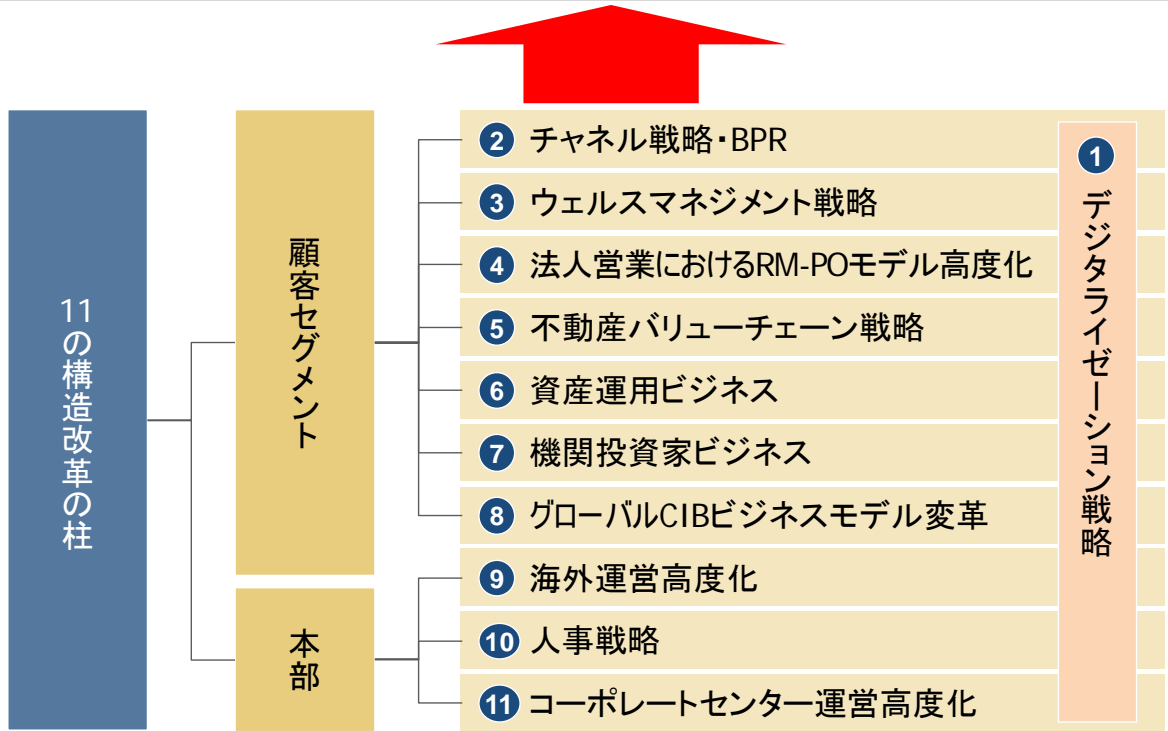 11の構造改革の柱
顧客セグメント
本部
2 チャネル戦略・BPR
3 ウェルスマネジメント戦略
4 法人営業におけるRM-POモデル高度化
5 不動産バリューチェーン戦略
6 資産運用ビジネス
7 機関投資家ビジネス
8 グローバルCIBビジネスモデル変革
9 海外運営高度化
10 人事戦略
11 コーポレートセンター運営高度化
1 デジタライゼーション戦略